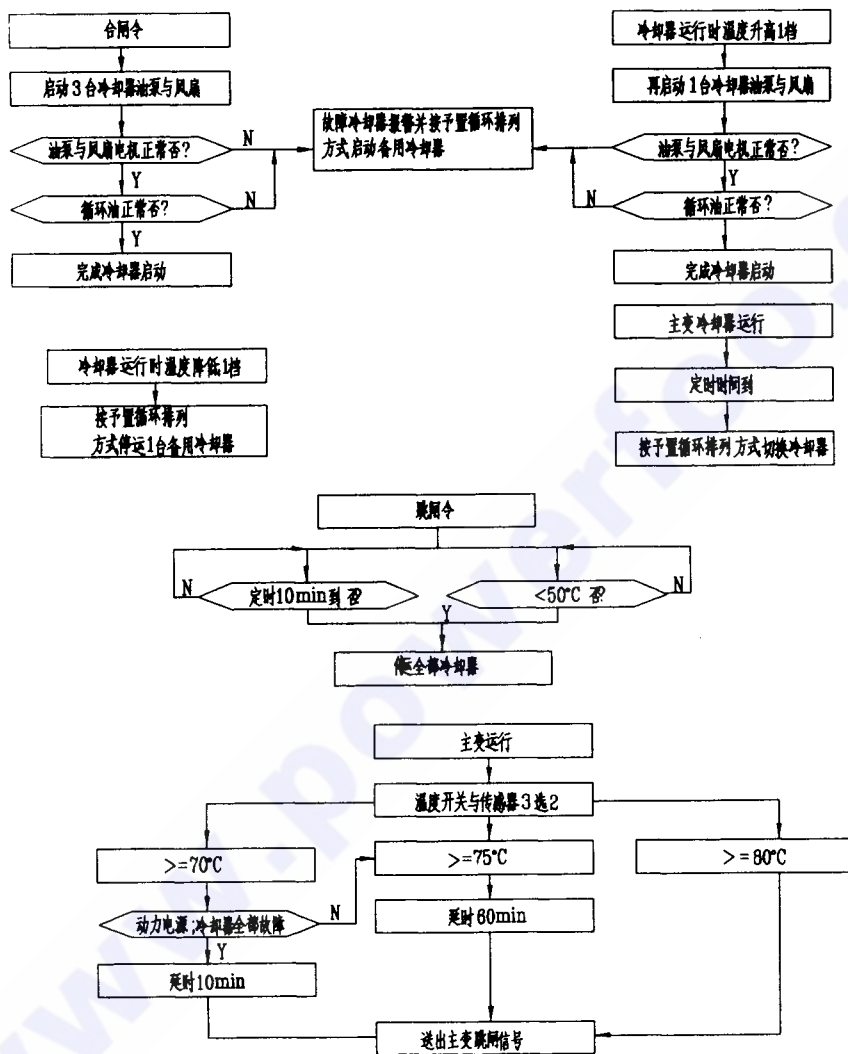 合闸令
启动3台冷却器油泵与风扇
油泵与风扇电机正常否?
N
Y
循环油正常否?
N
Y
完成冷却器启动
故障冷却器报警并按予置循环排列
方式启动备用冷却器
冷却器运行时温度升高1档
再启动1台冷却器油泵与风扇
油泵与风扇电机正常否?
Y
循环油正常否?
N
完成冷却器启动
冷却器运行时温度降低1档
按予置循环排列
方式停运1台备用冷却器
主变冷却器运行
定时时间到
按予置循环排列方式切换冷却器
跳闸令
N
定时10min到否?
<50°C 否?
N
Y
停运全部冷却器
主变运行
温度开关与传感器3选2
>=70°C
>=75°C
>=80°C
动力电源;冷却器全部故障
N
Y
延时60min
延时10min
送出主变跳闸信号
www.powerfoo.